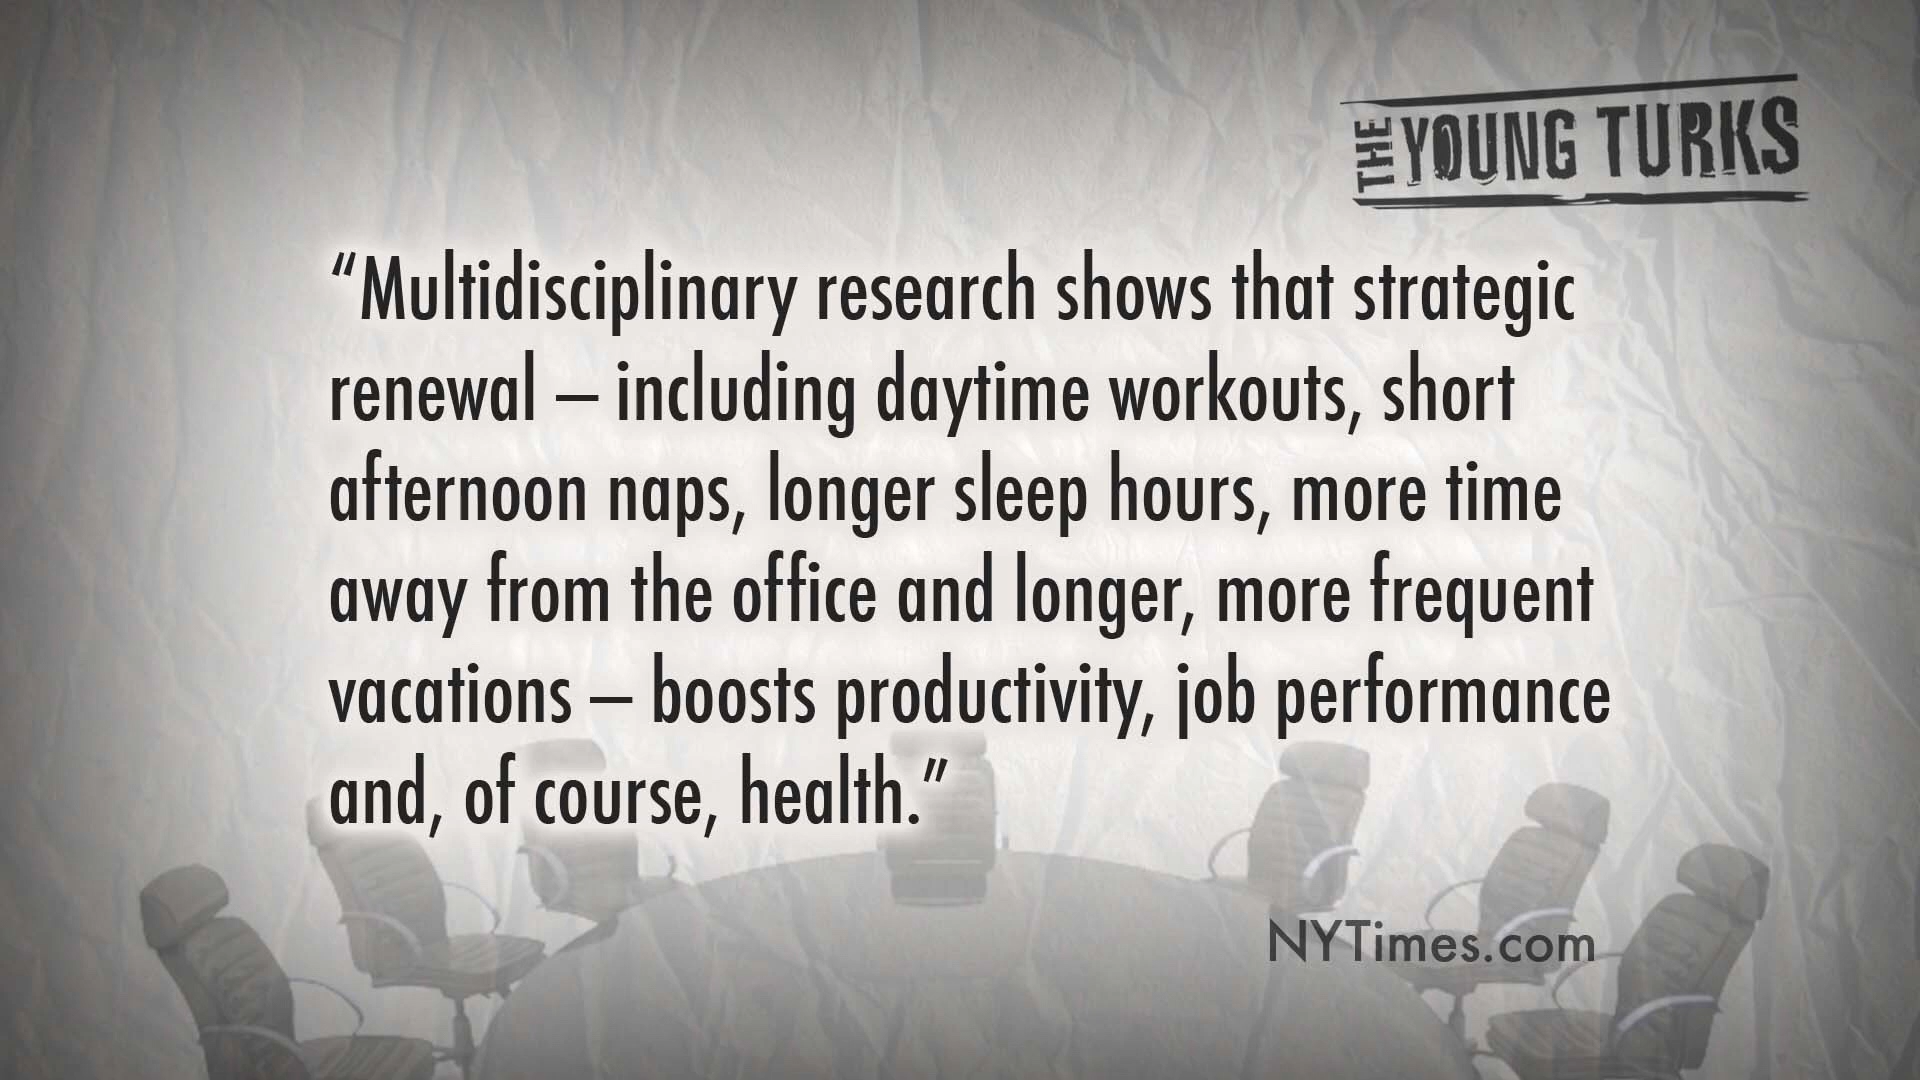 THE YOUNG TURKS
“Multidisciplinary research shows that strategic
renewal – including daytime workouts, short
afternoon naps, longer sleep hours, more time
away from the office and longer, more frequent
vacations – boosts productivity, job performance
and, of course, health.”
NYTimes.com